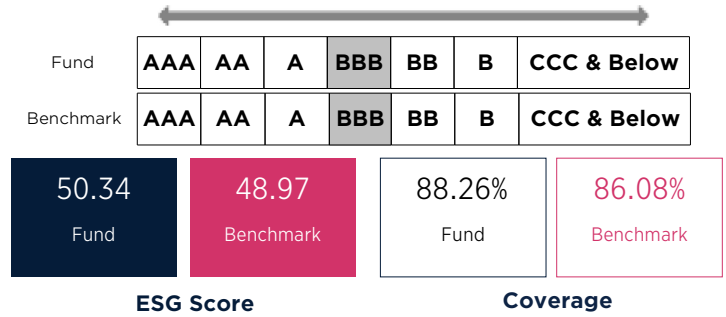 Fund AAA AA A BBB BB B CCC & Below
Benchmark AAA AA A BBB BB B CCC & Below
50.34 48.97 88.26% 86.08%
Fund Benchmark Fund Benchmark
ESG Score Coverage